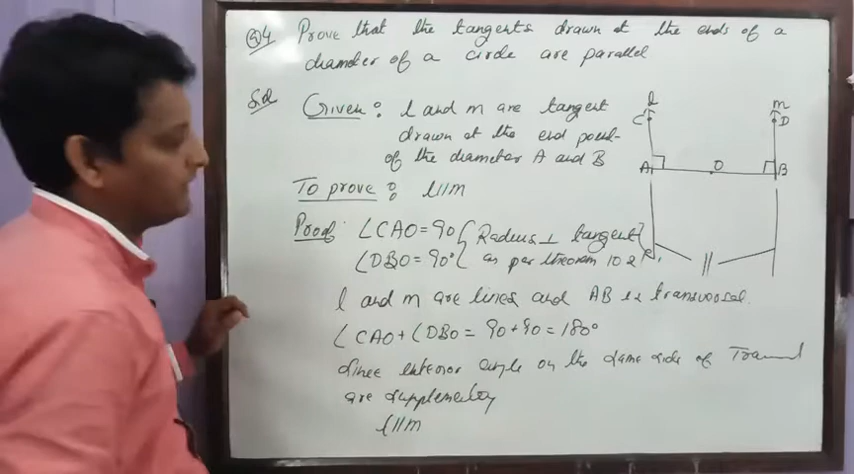 Q4 Prove that the tangents drawn at the ends of a
diameter of a circle are parallel
Sol Given: l and m are tangent
drawn at the end point
of the diameter A and B
To prove: l//m
Proof: ∠CAO = 90 { Radius ⊥ tangent }
∠DBO = 90° { as per theorem 10.2 }
l and m are lines and AB is transversal.
∠CAO + ∠DBO = 90 + 90 = 180°
Since interior angle on the same side of
are supplementary
l//m
l
m
C
D
A
O
B
//